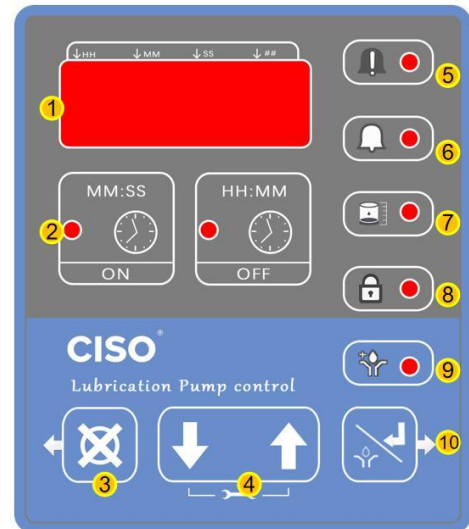 ↓HH ↓MM ↓SS ↓##
1
5
6
MM:SS HH:MM
2
7
ON OFF
8
CISO®
9
Lubrication Pump control
10
3 4